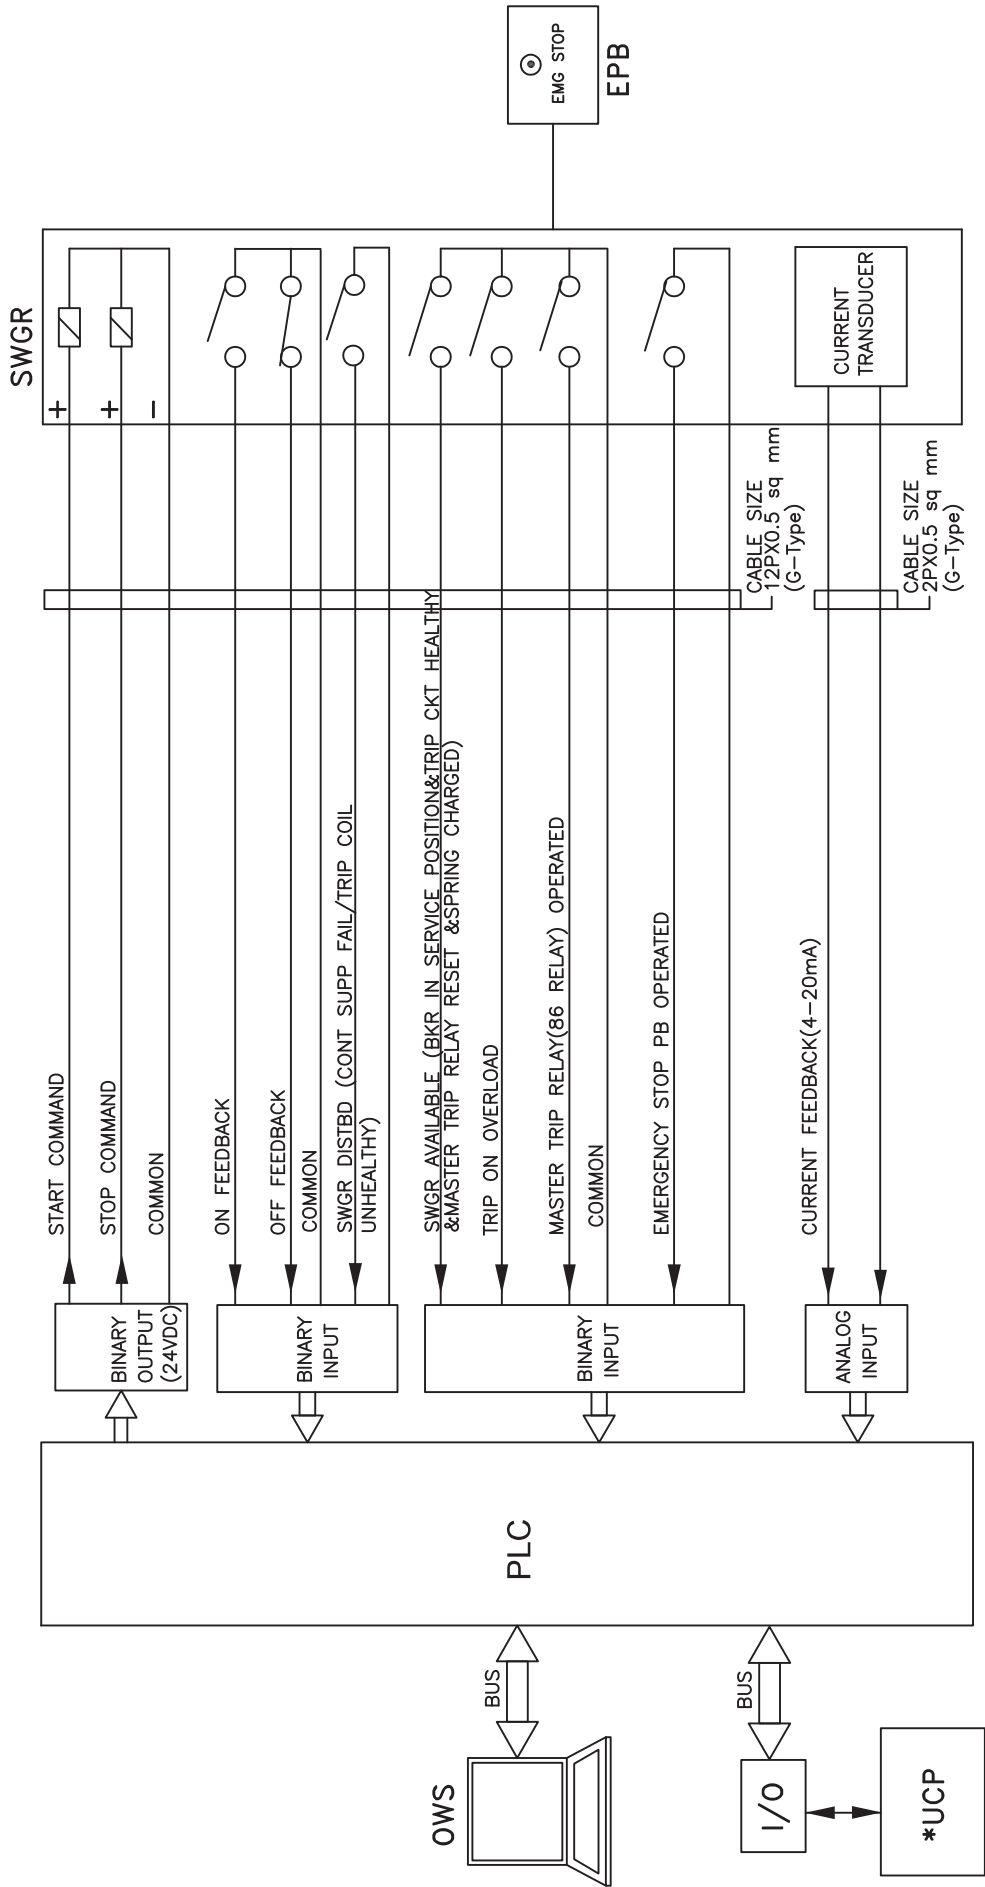 OWS
BUS
I/O
*UCP
BUS
PLC
BINARY
OUTPUT
(24VDC)
BINARY
INPUT
BINARY
INPUT
ANALOG
INPUT
START COMMAND
STOP COMMAND
COMMON
ON FEEDBACK
OFF FEEDBACK
COMMON
SWGR DISTBD (CONT SUPP FAIL/TRIP COIL
UNHEALTHY)
SWGR AVAILABLE (BKR IN SERVICE POSITION&TRIP CKT HEALTHY
&MASTER TRIP RELAY RESET &SPRING CHARGED)
TRIP ON OVERLOAD
MASTER TRIP RELAY(86 RELAY) OPERATED
COMMON
EMERGENCY STOP PB OPERATED
CURRENT FEEDBACK(4-20mA)
CABLE SIZE
12PX0.5 sq mm
(G-Type)
CABLE SIZE
2PX0.5 sq mm
(G-Type)
SWGR
+
+
-
CURRENT
TRANSDUCER
EMG STOP
EPB